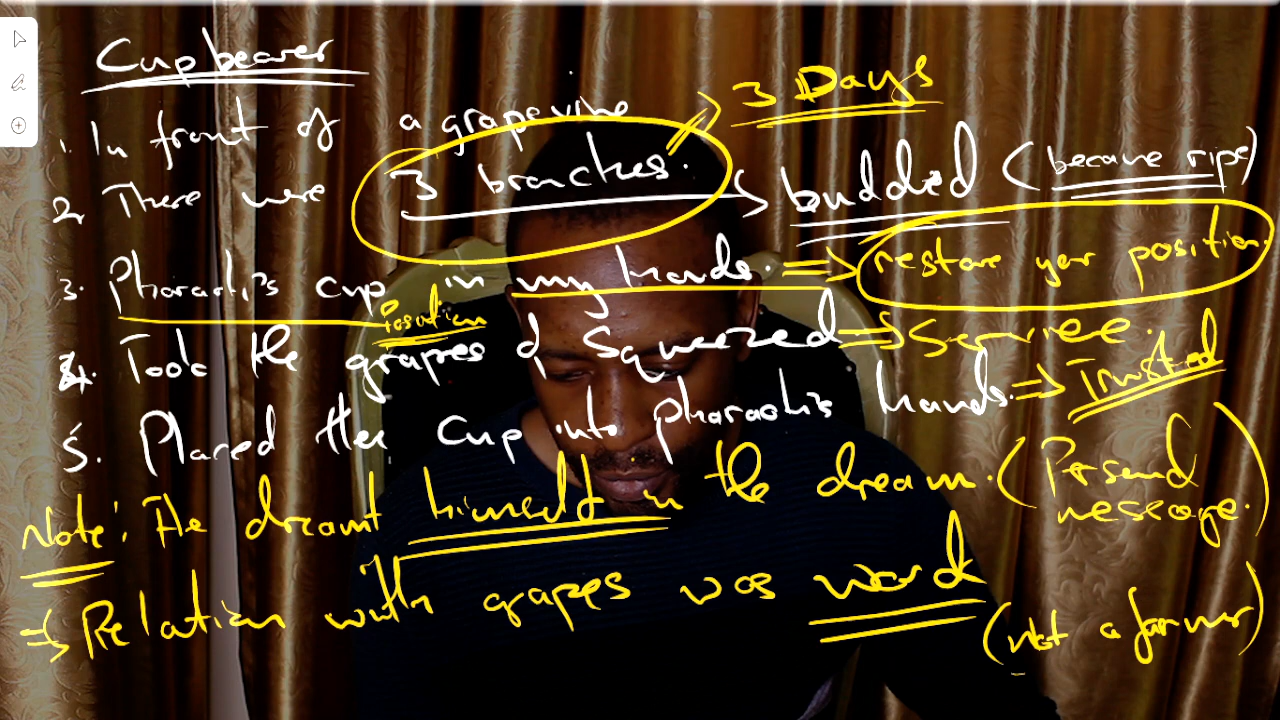 Cupbearer
1. In front of a grapevine
3 Days
2. There were 3 branches. budded (became ripe)
3. Pharaoh's cup in my hands. restore your position.
Position
4. Took the grapes & Squeezed Service.
5. Placed the cup into pharaoh's hands. Trusted
Note: He dreamt himself in the dream. (Personal message.)
Relation with grapes was work
(not a farmer)